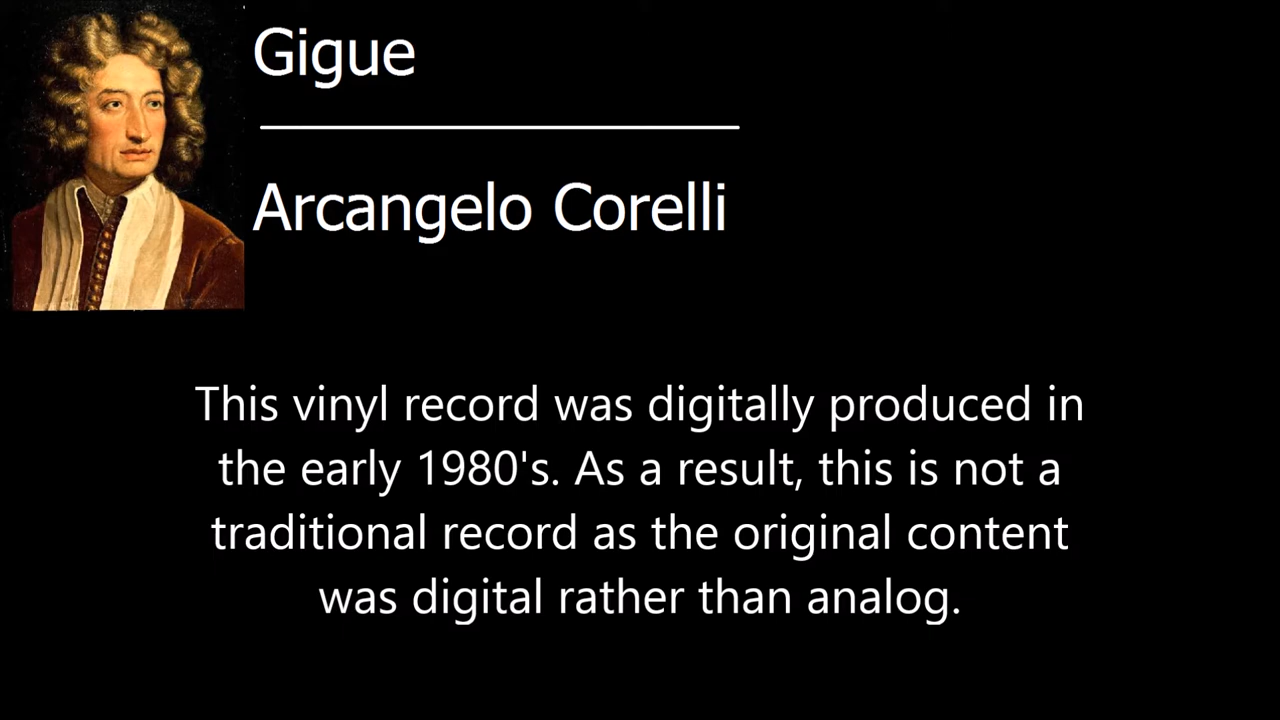 Gigue
Arcangelo Corelli
This vinyl record was digitally produced in
the early 1980's. As a result, this is not a
traditional record as the original content
was digital rather than analog.